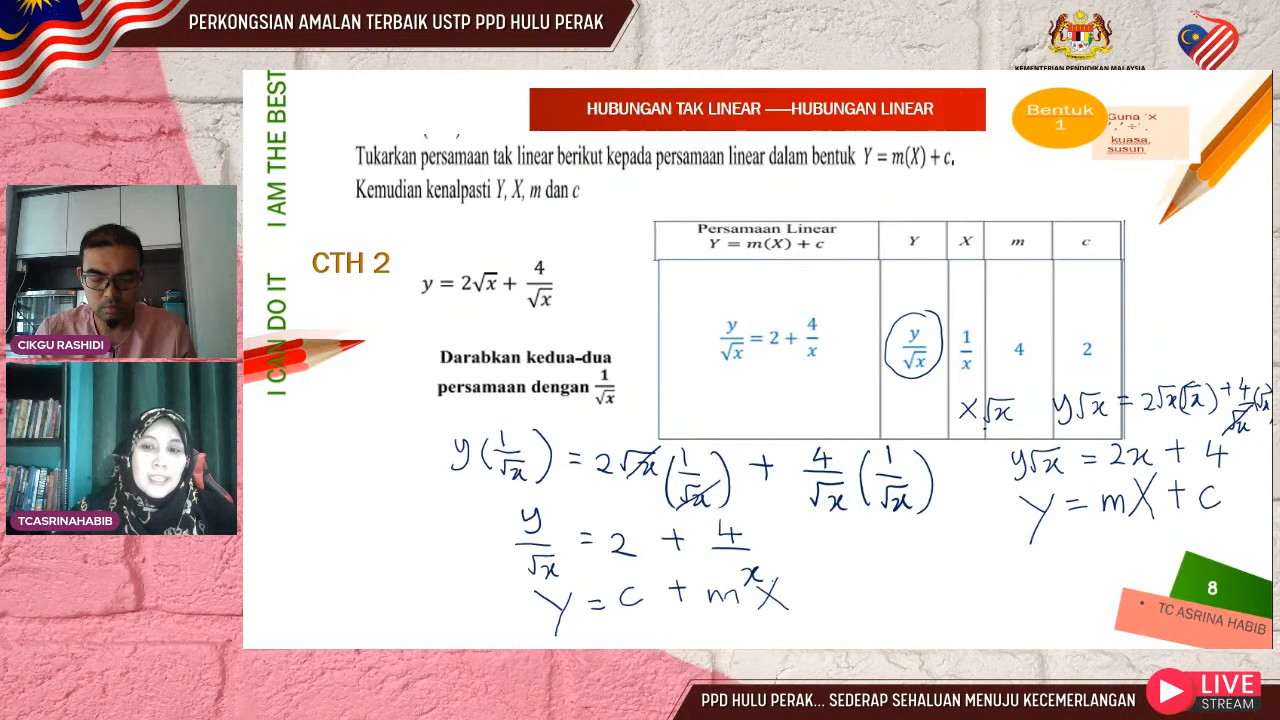 PERKONGSIAN AMALAN TERBAIK USTP PPD HULU PERAK
KEMENTERIAN PENDIDIKAN MALAYSIA
I CAN DO IT I AM THE BEST
HUBUNGAN TAK LINEAR ——HUBUNGAN LINEAR
Bentuk
1
Guna 'x
',' ÷ ' ,
kuasa,
susun
Tukarkan persamaan tak linear berikut kepada persamaan linear dalam bentuk Y = m(X) + c.
Kemudian kenalpasti Y, X, m dan c
CTH 2
y = 2√x + 4/√x
Darabkan kedua-dua
persamaan dengan 1/√x
Persamaan Linear
Y = m(X) + c
Y X m c
y/√x = 2 + 4/x
y/√x
1/x
4
2
× √x
y√x = 2√x(√x) + 4/√x(√x)
y√x = 2x + 4
Y = mX + c
y(1/√x) = 2√x(1/√x) + 4/√x(1/√x)
y/√x = 2 + 4/x
Y = c + mX
CIKGU RASHIDI
TCASRINAHABIB
8
• TC ASRINA HABIB
PPD HULU PERAK... SEDERAP SEHALUAN MENUJU KECEMERLANGAN
LIVE
STREAM